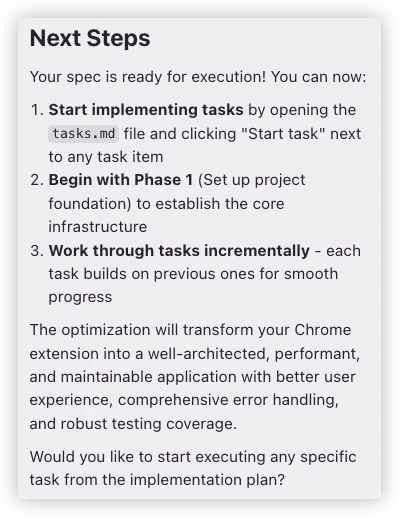 Next Steps
Your spec is ready for execution! You can now:
1. Start implementing tasks by opening the
tasks.md file and clicking "Start task" next
to any task item
2. Begin with Phase 1 (Set up project
foundation) to establish the core
infrastructure
3. Work through tasks incrementally - each
task builds on previous ones for smooth
progress
The optimization will transform your Chrome
extension into a well-architected, performant,
and maintainable application with better user
experience, comprehensive error handling,
and robust testing coverage.
Would you like to start executing any specific
task from the implementation plan?